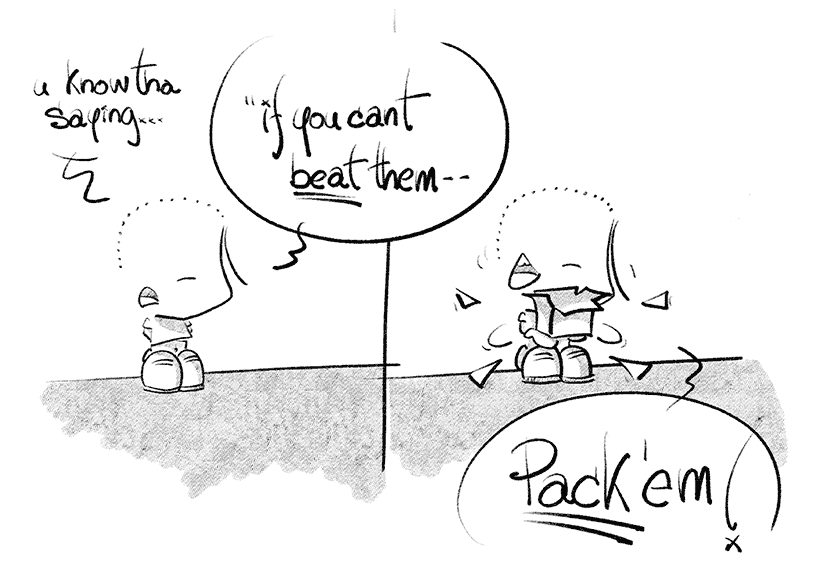 u know tha
saying...
"if you cant
beat them--
Pack'em!